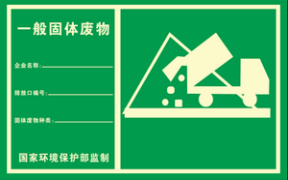 一般固体废物
企业名称：
排放口编号：
固体废物种类：
国家环境保护部监制